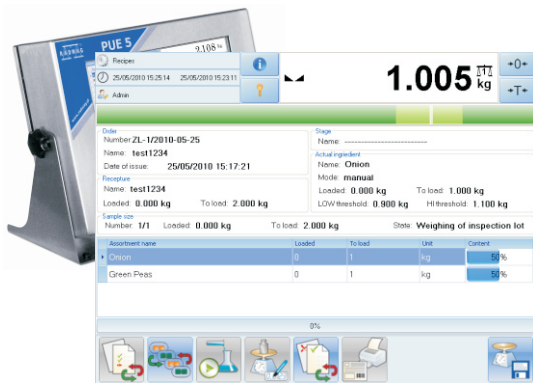 RADWAG
PUE 5
2.108 kg
Recipes
25/05/2010 15:25:14 25/05/2010 15:23:11
Admin
i
?
1.005 kg
→0←
→T←
Order
Number ZL-1/2010-05-25
Name: test1234
Date of issue: 25/05/2010 15:17:21
Stage
Name: -------------------------
Recepture
Name: test1234
Loaded: 0.000 kg To load: 2.000 kg
Actual ingredient
Name: Onion
Mode: manual
Loaded: 0.000 kg To load: 1.000 kg
LOW threshold: 0.900 kg HI threshold: 1.100 kg
Sample size
Number: 1/1 Loaded: 0.000 kg To load: 2.000 kg State: Weighing of inspection lot
Assortment name Loaded To load Unit Content
Onion 0 1 kg 50%
Green Peas 0 1 kg 50%
8%